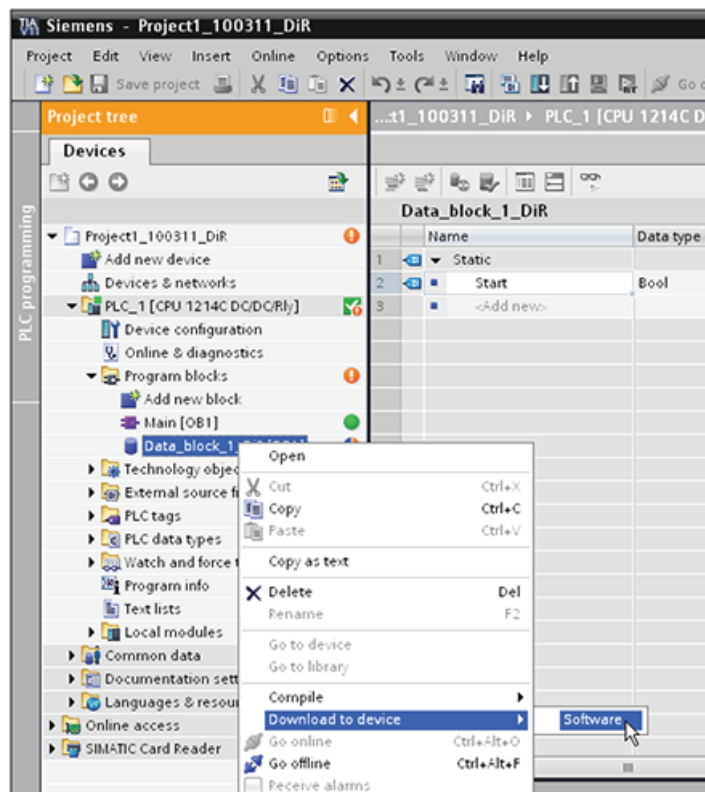 Siemens - Project1_100311_DiR
Project Edit View Insert Online Options Tools Window Help
Save project
Project tree
...t1_100311_DiR ▸ PLC_1 [CPU 1214C D
Devices
PLC programming
Data_block_1_DiR
Name Data type
1 Static
2 Start Bool
3 <Add new>
Project1_100311_DiR
Add new device
Devices & networks
PLC_1 [CPU 1214C DC/DC/Rly]
Device configuration
Online & diagnostics
Program blocks
Add new block
Main [OB1]
Data_block_1
Technology objec
External source fi
PLC tags
PLC data types
Watch and force t
Program info
Text lists
Local modules
Common data
Documentation sett
Languages & resour
Online access
SIMATIC Card Reader
Open
Cut Ctrl+X
Copy Ctrl+C
Paste Ctrl+V
Copy as text
Delete Del
Rename F2
Go to device
Go to library
Compile
Download to device
Software
Go online Ctrl+Alt+O
Go offline Ctrl+Alt+F
Receive alarms